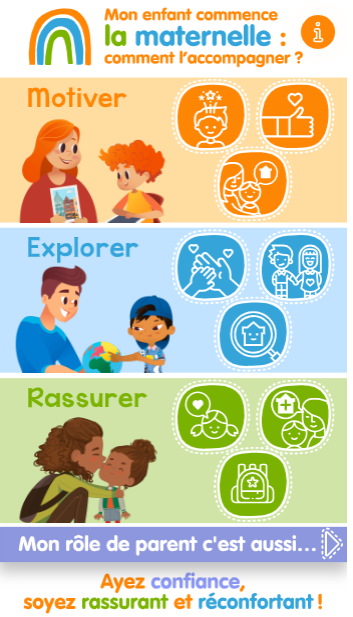 Mon enfant commence
la maternelle :
comment l'accompagner ?
i
Motiver
Explorer
Rassurer
Mon rôle de parent c'est aussi...
Ayez confiance,
soyez rassurant et réconfortant !